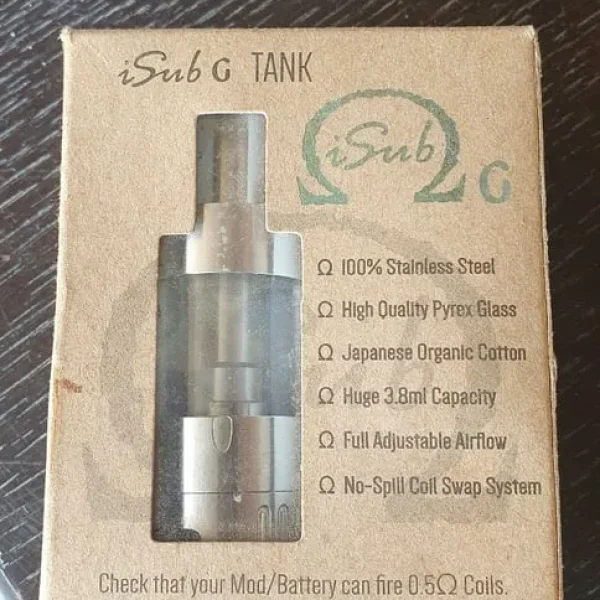 iSub G TANK
iSub G
Ω 100% Stainless Steel
Ω High Quality Pyrex Glass
Ω Japanese Organic Cotton
Ω Huge 3.8ml Capacity
Ω Full Adjustable Airflow
Ω No-Spill Coil Swap System
Check that your Mod/Battery can fire 0.5Ω Coils.